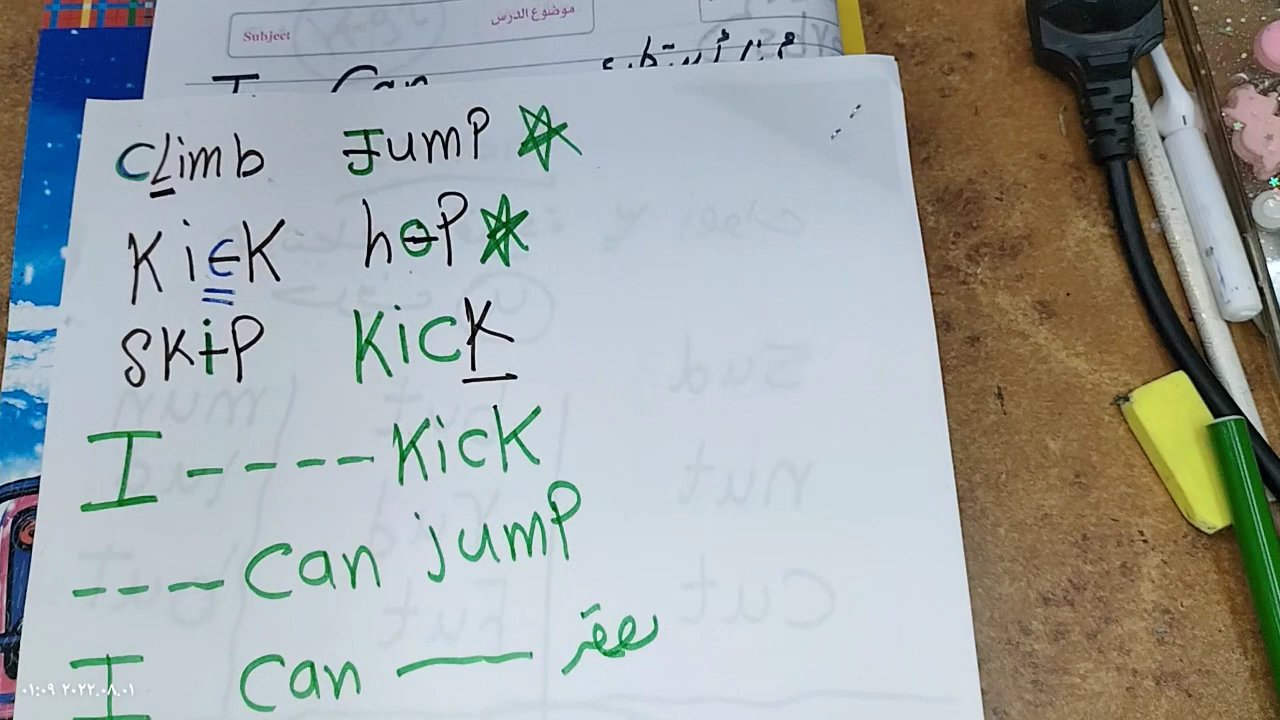 Subject موضوع الدرس
I Can
climb Jump
Kick hop
Skip Kick
I ---- Kick
---- can jump
I can ---
٠١:٠٩ ٢٠٢٢.٠٨.٠١